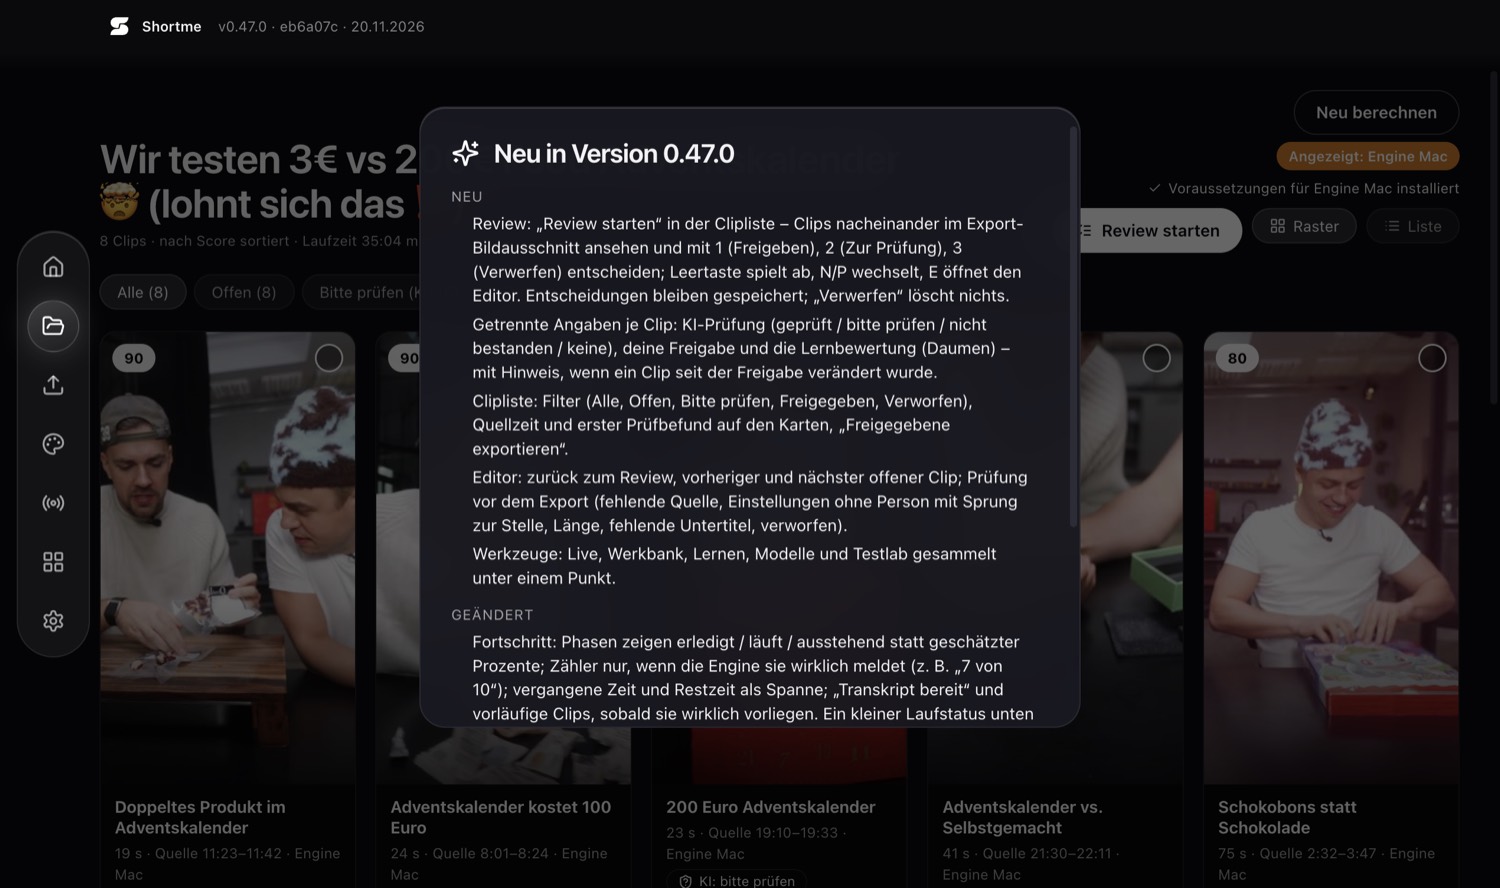 Shortme v0.47.0 · eb6a07c · 20.11.2026
Neu berechnen
Angezeigt: Engine Mac
Voraussetzungen für Engine Mac installiert
Wir testen 3€ vs 2
kalender
🤯 (lohnt sich das
8 Clips · nach Score sortiert · Laufzeit 35:04
Review starten
Raster
Liste
Alle (8)
Offen (8)
Bitte prüfen
Neu in Version 0.47.0
NEU
Review: „Review starten“ in der Clipliste – Clips nacheinander im Export-
Bildausschnitt ansehen und mit 1 (Freigeben), 2 (Zur Prüfung), 3
(Verwerfen) entscheiden; Leertaste spielt ab, N/P wechselt, E öffnet den
Editor. Entscheidungen bleiben gespeichert; „Verwerfen“ löscht nichts.
Getrennte Angaben je Clip: KI-Prüfung (geprüft / bitte prüfen / nicht
bestanden / keine), deine Freigabe und die Lernbewertung (Daumen) –
mit Hinweis, wenn ein Clip seit der Freigabe verändert wurde.
Clipliste: Filter (Alle, Offen, Bitte prüfen, Freigegeben, Verworfen),
Quellzeit und erster Prüfbefund auf den Karten, „Freigegebene
exportieren“.
Editor: zurück zum Review, vorheriger und nächster offener Clip; Prüfung
vor dem Export (fehlende Quelle, Einstellungen ohne Person mit Sprung
zur Stelle, Länge, fehlende Untertitel, verworfen).
Werkzeuge: Live, Werkbank, Lernen, Modelle und Testlab gesammelt
unter einem Punkt.
GEÄNDERT
Fortschritt: Phasen zeigen erledigt / läuft / ausstehend statt geschätzter
Prozente; Zähler nur, wenn die Engine sie wirklich meldet (z. B. „7 von
10“); vergangene Zeit und Restzeit als Spanne; „Transkript bereit“ und
vorläufige Clips, sobald sie wirklich vorliegen. Ein kleiner Laufstatus unten
90
90
80
Doppeltes Produkt im
Adventskalender
19 s · Quelle 11:23–11:42 · Engine
Mac
Adventskalender kostet 100
Euro
24 s · Quelle 8:01–8:24 · Engine
Mac
200 Euro Adventskalender
23 s · Quelle 19:10–19:33 ·
Engine Mac
KI: bitte prüfen
Adventskalender vs.
Selbstgemacht
41 s · Quelle 21:30–22:11 ·
Engine Mac
Schokobons statt
Schokolade
75 s · Quelle 2:32–3:47 · Engine
Mac